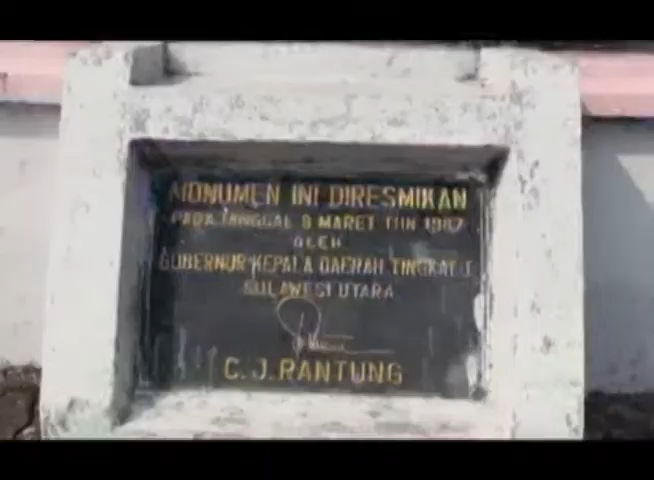 MONUMEN INI DIRESMIKAN
PADA TANGGAL 8 MARET THN 1987
OLEH
GUBERNUR KEPALA DAERAH TINGKAT I
SULAWESI UTARA
C. J. RANTUNG